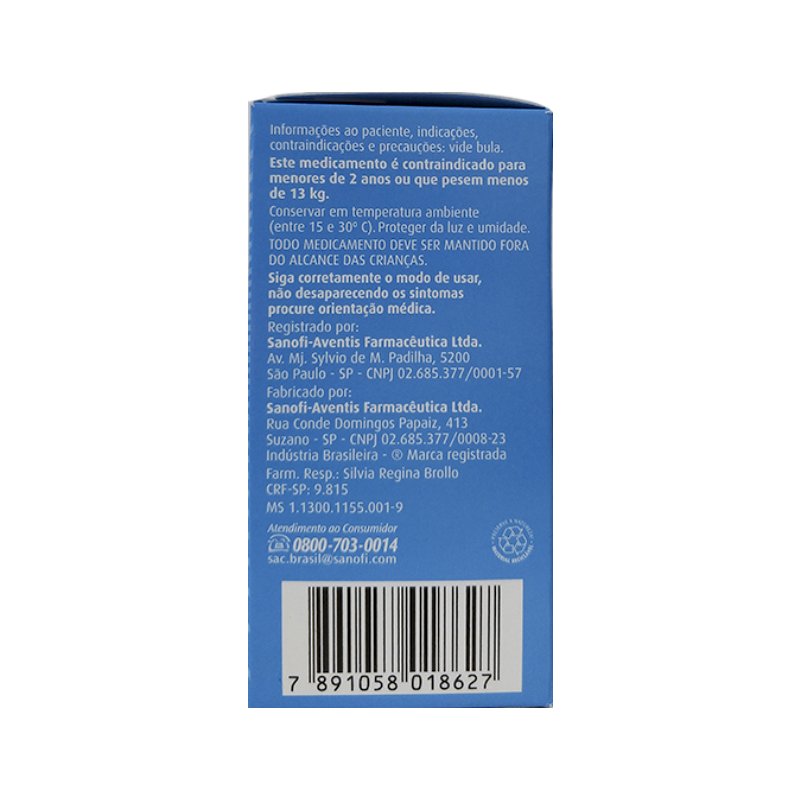 Informações ao paciente, indicações,
contraindicações e precauções: vide bula.
Este medicamento é contraindicado para
menores de 2 anos ou que pesem menos
de 13 kg.
Conservar em temperatura ambiente
(entre 15 e 30º C). Proteger da luz e umidade.
TODO MEDICAMENTO DEVE SER MANTIDO FORA
DO ALCANCE DAS CRIANÇAS.
Siga corretamente o modo de usar,
não desaparecendo os sintomas
procure orientação médica.
Registrado por:
Sanofi-Aventis Farmacêutica Ltda.
Av. Mj. Sylvio de M. Padilha, 5200
São Paulo - SP - CNPJ 02.685.377/0001-57
Fabricado por:
Sanofi-Aventis Farmacêutica Ltda.
Rua Conde Domingos Papaiz, 413
Suzano - SP - CNPJ 02.685.377/0008-23
Indústria Brasileira - ® Marca registrada
Farm. Resp.: Silvia Regina Brollo
CRF-SP: 9.815
MS 1.1300.1155.001-9
Atendimento ao Consumidor
0800-703-0014
sac.brasil@sanofi.com
PRESERVE A NATUREZA
MATERIAL RECICLÁVEL
7 891058 018627